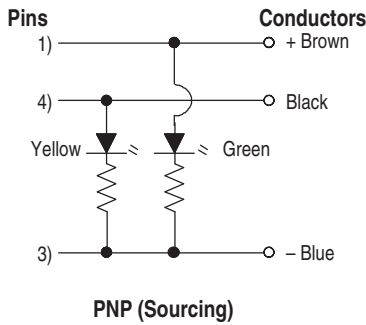 Pins Conductors
1) + Brown
4) Black
Yellow Green
3) – Blue
PNP (Sourcing)